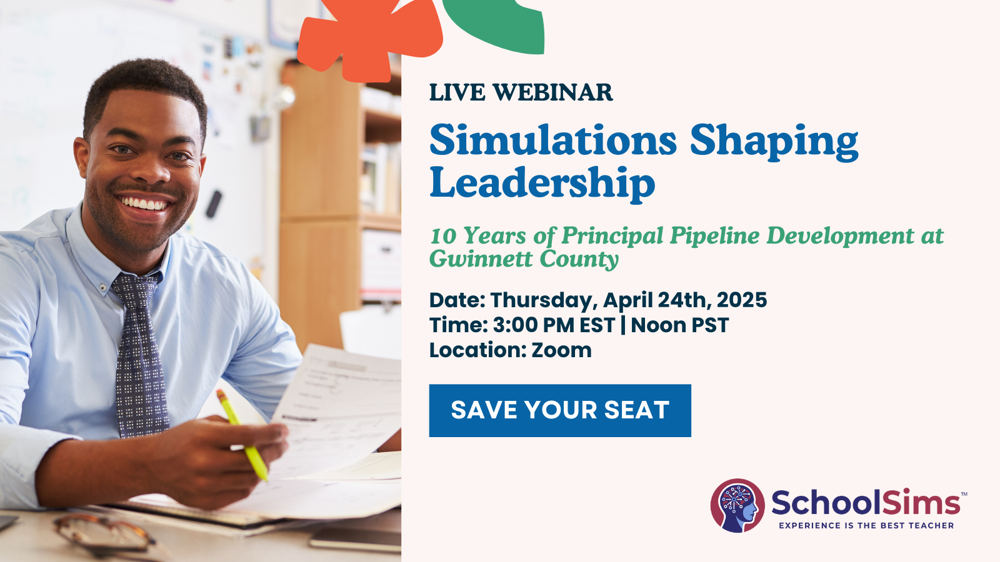 LIVE WEBINAR
Simulations Shaping
Leadership
10 Years of Principal Pipeline Development at
Gwinnett County
Date: Thursday, April 24th, 2025
Time: 3:00 PM EST | Noon PST
Location: Zoom
SAVE YOUR SEAT
SchoolSims™
EXPERIENCE IS THE BEST TEACHER